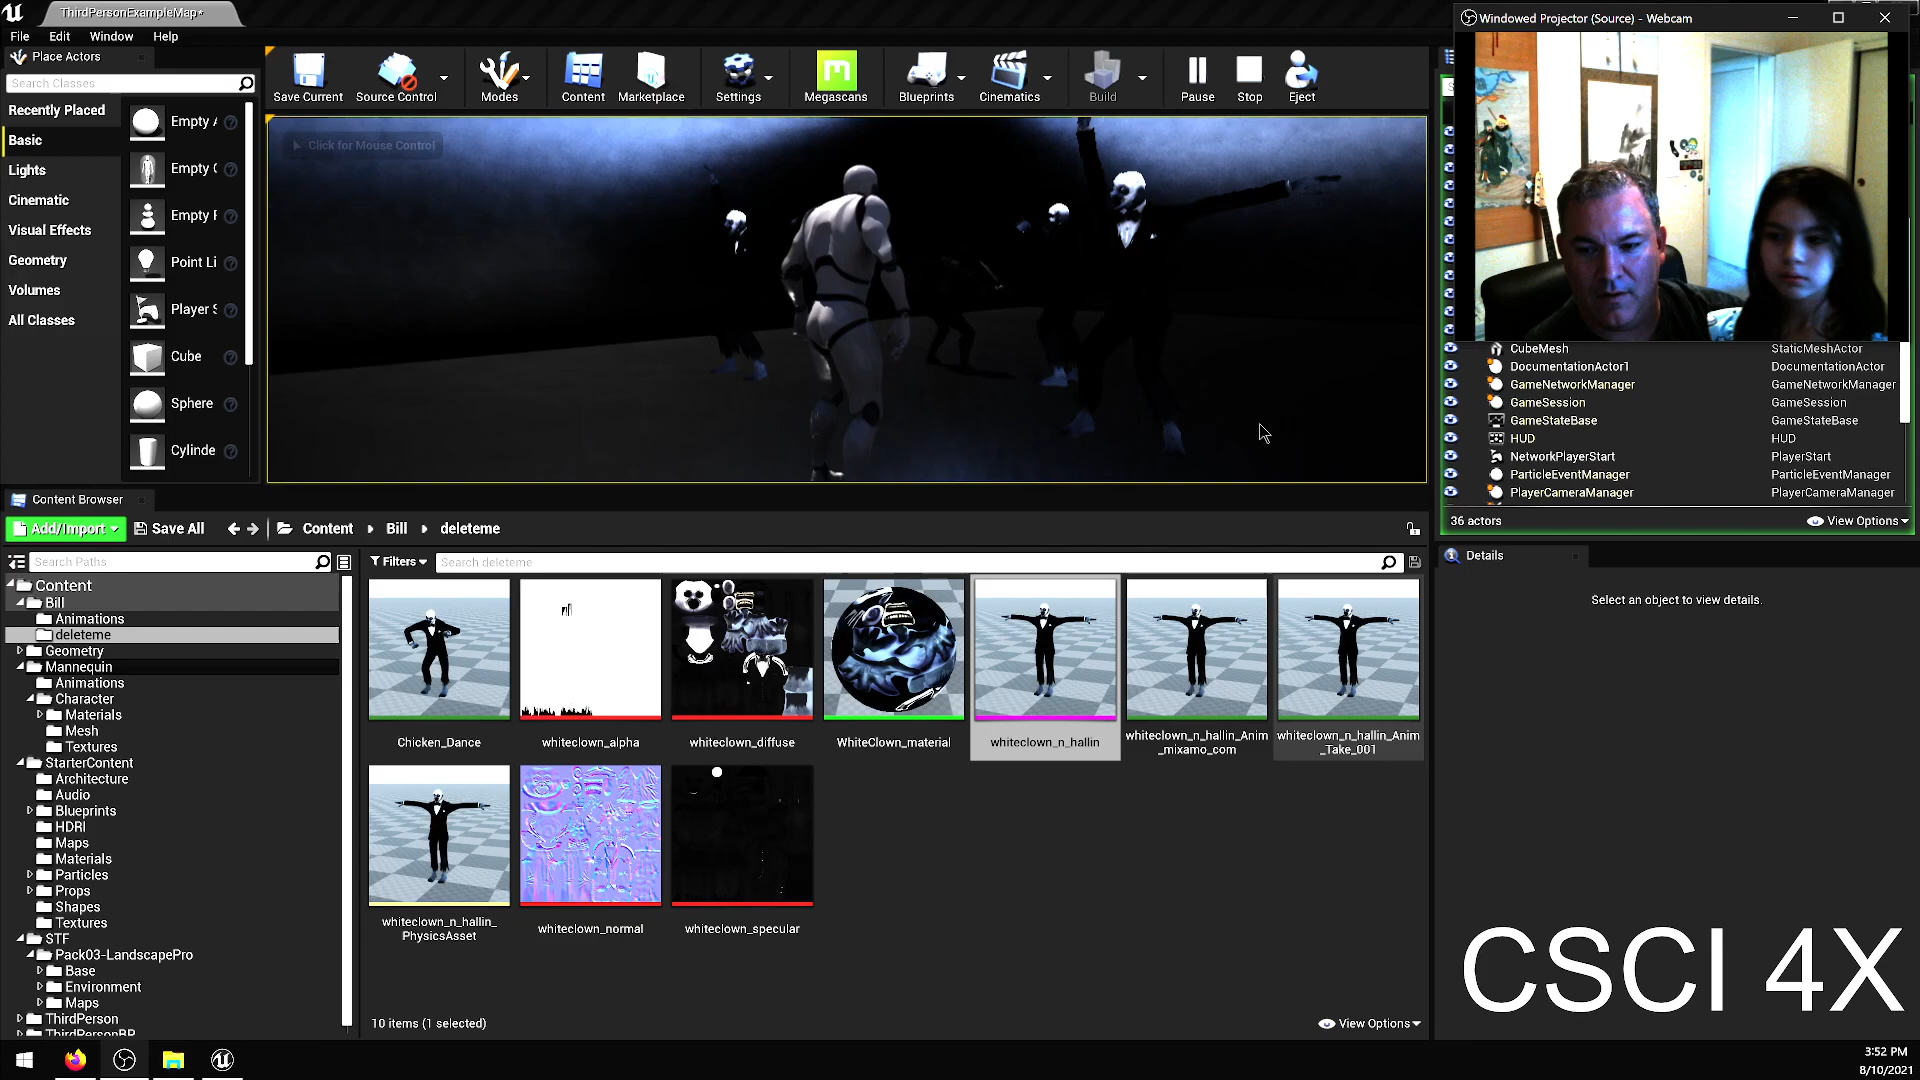 ThirdPersonExampleMap*
File Edit Window Help
Windowed Projector (Source) - Webcam
Place Actors
Search Classes
Recently Placed
Basic
Lights
Cinematic
Visual Effects
Geometry
Volumes
All Classes
Empty A
Empty C
Empty P
Point Li
Player S
Cube
Sphere
Cylinde
Save Current
Source Control
Modes
Content
Marketplace
Settings
Megascans
Blueprints
Cinematics
Build
Pause
Stop
Eject
Click for Mouse Control
CubeMesh StaticMeshActor
DocumentationActor1 DocumentationActor
GameNetworkManager GameNetworkManager
GameSession GameSession
GameStateBase GameStateBase
HUD HUD
NetworkPlayerStart PlayerStart
ParticleEventManager ParticleEventManager
PlayerCameraManager PlayerCameraManager
36 actors View Options
Details
Select an object to view details.
Content Browser
Add/Import Save All Content Bill deleteme
Search Paths
Filters Search deleteme
Content
Bill
Animations
deleteme
Geometry
Mannequin
Animations
Character
Materials
Mesh
Textures
StarterContent
Architecture
Audio
Blueprints
HDRI
Maps
Materials
Particles
Props
Shapes
Textures
STF
Pack03-LandscapePro
Base
Environment
Maps
ThirdPerson
ThirdPersonBP
Chicken_Dance
whiteclown_alpha
whiteclown_diffuse
WhiteClown_material
whiteclown_n_hallin
whiteclown_n_hallin_Anim
_mixamo_com
whiteclown_n_hallin_Anim
_Take_001
whiteclown_n_hallin_
PhysicsAsset
whiteclown_normal
whiteclown_specular
10 items (1 selected) View Options
CSCI 4X
3:52 PM
8/10/2021